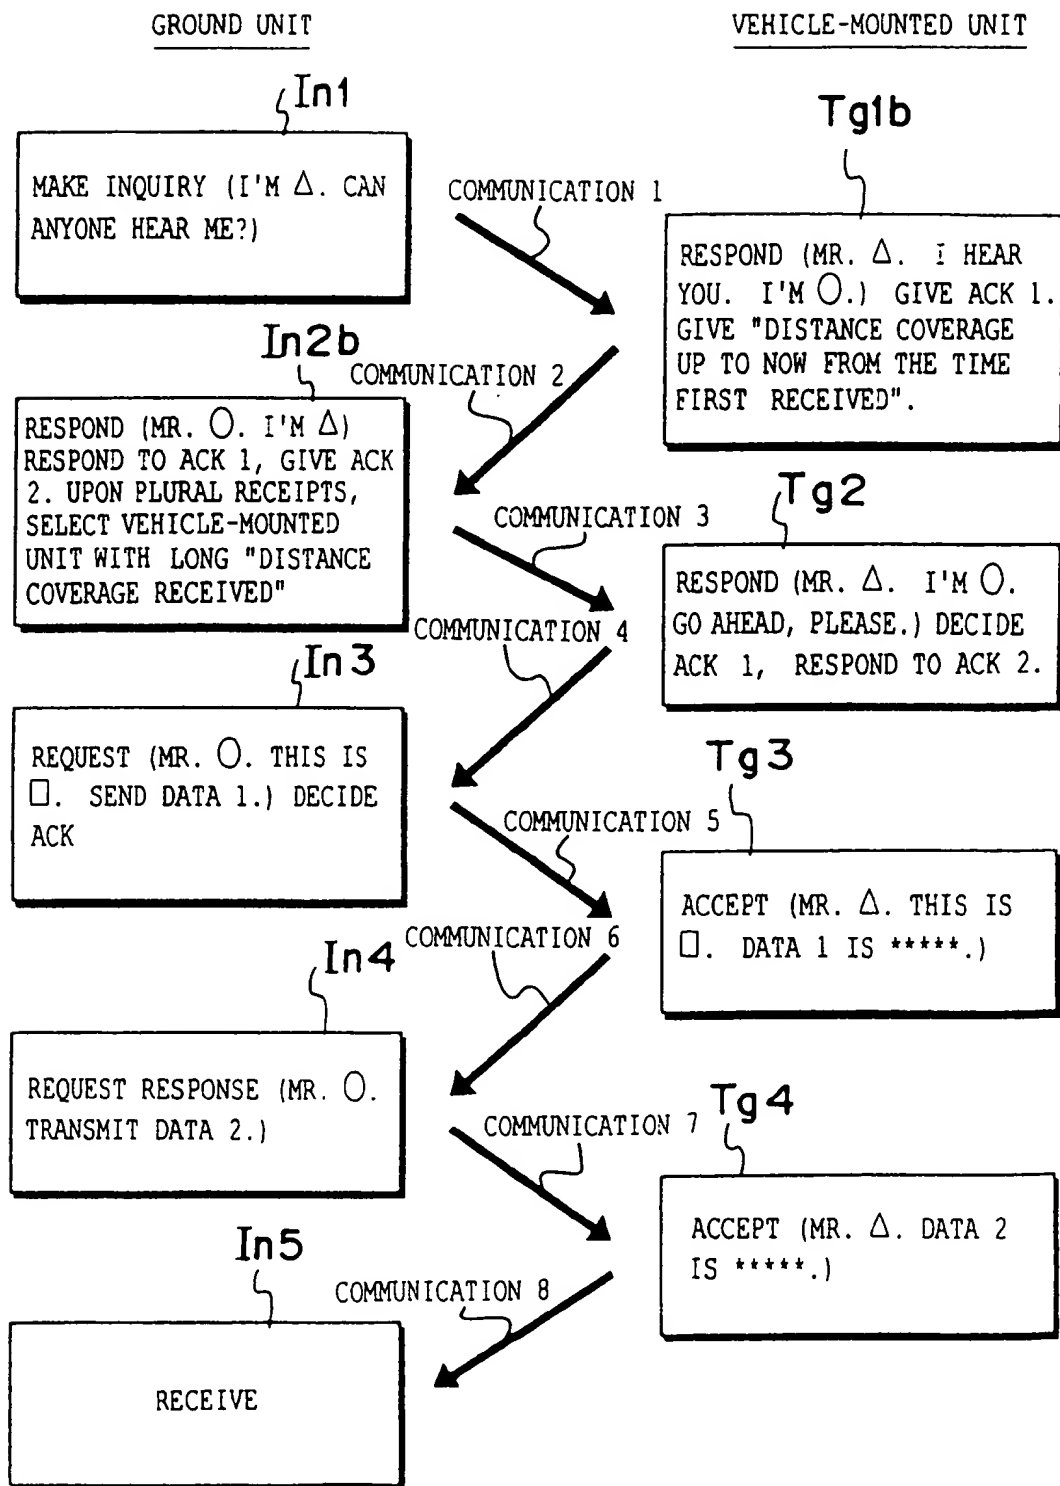 GROUND UNIT
VEHICLE-MOUNTED UNIT
In1
MAKE INQUIRY (I'M △. CAN
ANYONE HEAR ME?)
COMMUNICATION 1
Tg1b
RESPOND (MR. △. I HEAR
YOU. I'M ○.) GIVE ACK 1.
GIVE "DISTANCE COVERAGE
UP TO NOW FROM THE TIME
FIRST RECEIVED".
COMMUNICATION 2
In2b
RESPOND (MR. ○. I'M △)
RESPOND TO ACK 1, GIVE ACK
2. UPON PLURAL RECEIPTS,
SELECT VEHICLE-MOUNTED
UNIT WITH LONG "DISTANCE
COVERAGE RECEIVED"
COMMUNICATION 3
Tg2
RESPOND (MR. △. I'M ○.
GO AHEAD, PLEASE.) DECIDE
ACK 1, RESPOND TO ACK 2.
COMMUNICATION 4
In3
REQUEST (MR. ○. THIS IS
□. SEND DATA 1.) DECIDE
ACK
COMMUNICATION 5
Tg3
ACCEPT (MR. △. THIS IS
□. DATA 1 IS *****.)
COMMUNICATION 6
In4
REQUEST RESPONSE (MR. ○.
TRANSMIT DATA 2.)
COMMUNICATION 7
Tg4
ACCEPT (MR. △. DATA 2
IS *****.)
COMMUNICATION 8
In5
RECEIVE